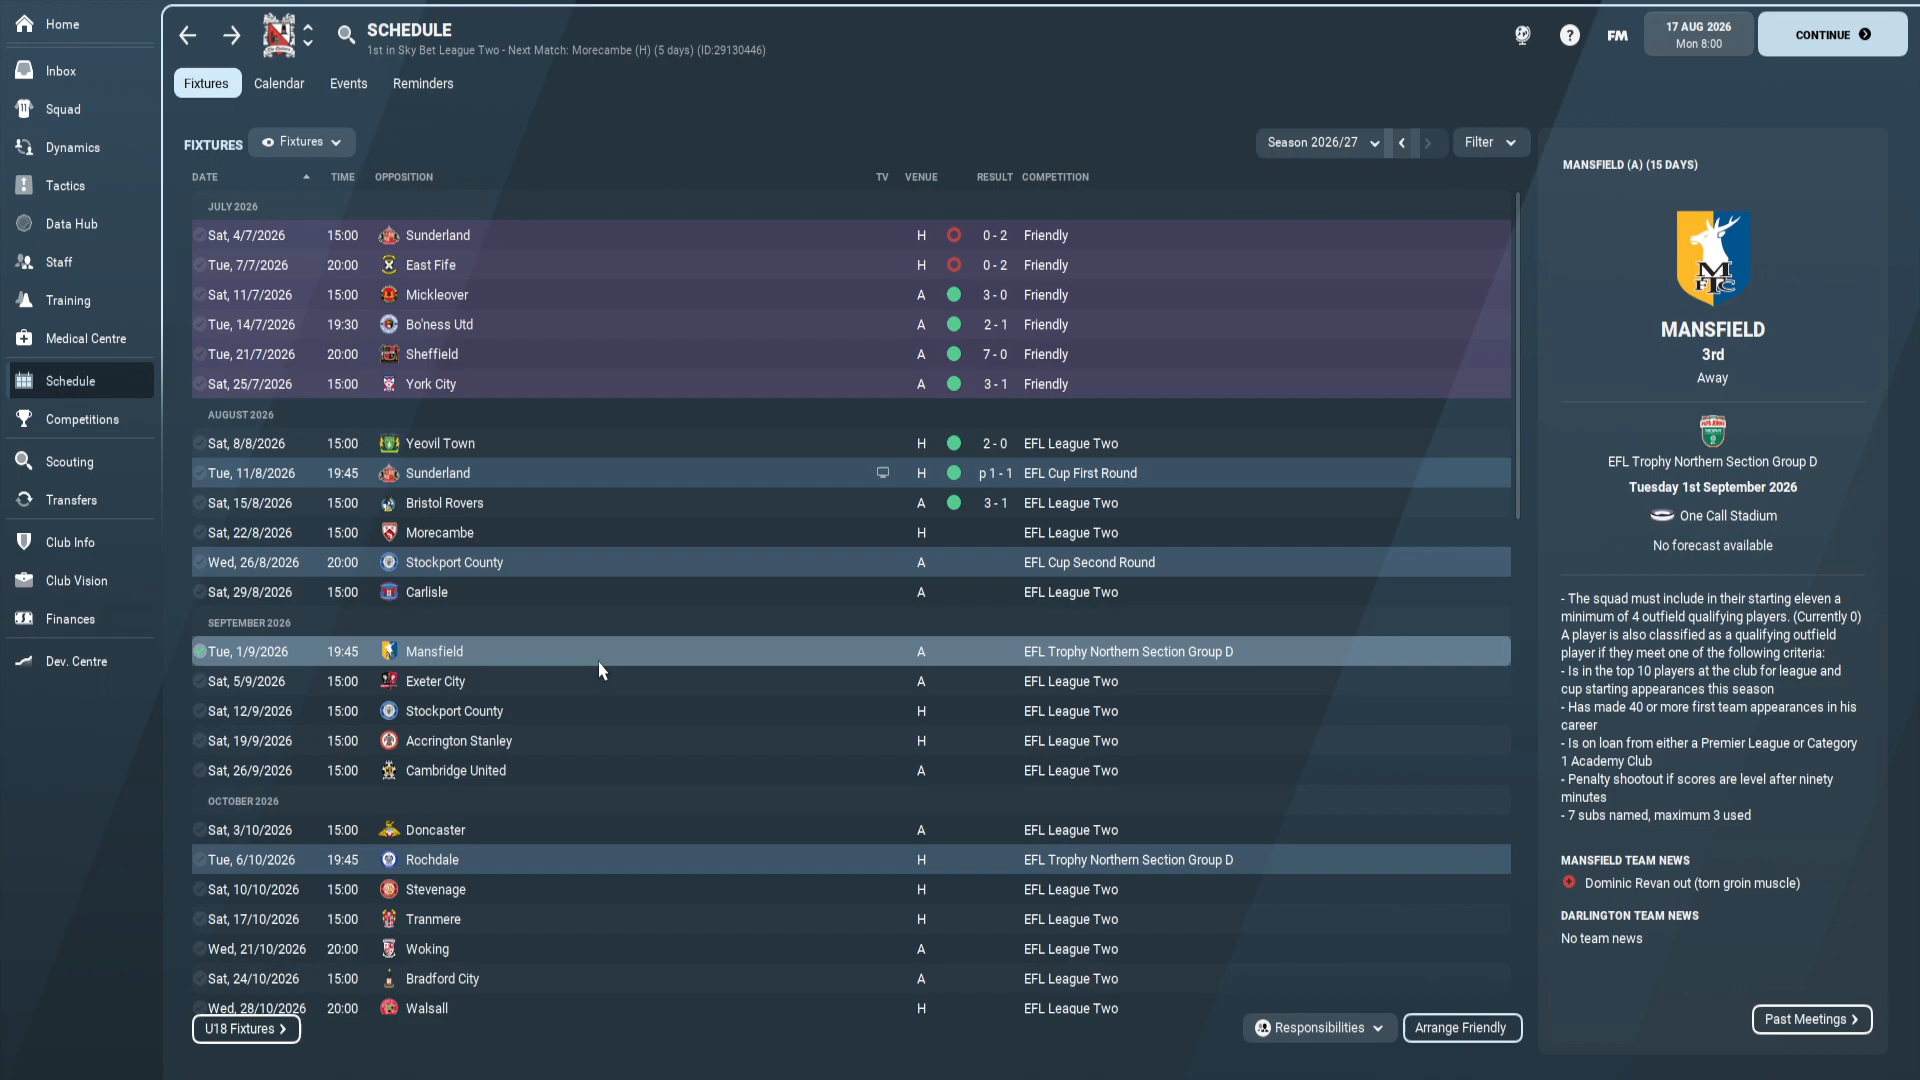 Home
Inbox
Squad
Dynamics
Tactics
Data Hub
Staff
Training
Medical Centre
Schedule
Competitions
Scouting
Transfers
Club Info
Club Vision
Finances
Dev. Centre
SCHEDULE
1st in Sky Bet League Two - Next Match: Morecambe (H) (5 days) (ID:29130446)
FM
17 AUG 2026
Mon 8:00
CONTINUE
Fixtures Calendar Events Reminders
FIXTURES Fixtures Season 2026/27 Filter
DATE TIME OPPOSITION TV VENUE RESULT COMPETITION
JULY 2026
Sat, 4/7/2026 15:00 Sunderland H 0 - 2 Friendly
Tue, 7/7/2026 20:00 East Fife H 0 - 2 Friendly
Sat, 11/7/2026 15:00 Mickleover A 3 - 0 Friendly
Tue, 14/7/2026 19:30 Bo'ness Utd A 2 - 1 Friendly
Tue, 21/7/2026 20:00 Sheffield A 7 - 0 Friendly
Sat, 25/7/2026 15:00 York City A 3 - 1 Friendly
AUGUST 2026
Sat, 8/8/2026 15:00 Yeovil Town H 2 - 0 EFL League Two
Tue, 11/8/2026 19:45 Sunderland H p 1 - 1 EFL Cup First Round
Sat, 15/8/2026 15:00 Bristol Rovers A 3 - 1 EFL League Two
Sat, 22/8/2026 15:00 Morecambe H EFL League Two
Wed, 26/8/2026 20:00 Stockport County A EFL Cup Second Round
Sat, 29/8/2026 15:00 Carlisle A EFL League Two
SEPTEMBER 2026
Tue, 1/9/2026 19:45 Mansfield A EFL Trophy Northern Section Group D
Sat, 5/9/2026 15:00 Exeter City A EFL League Two
Sat, 12/9/2026 15:00 Stockport County H EFL League Two
Sat, 19/9/2026 15:00 Accrington Stanley H EFL League Two
Sat, 26/9/2026 15:00 Cambridge United A EFL League Two
OCTOBER 2026
Sat, 3/10/2026 15:00 Doncaster A EFL League Two
Tue, 6/10/2026 19:45 Rochdale H EFL Trophy Northern Section Group D
Sat, 10/10/2026 15:00 Stevenage H EFL League Two
Sat, 17/10/2026 15:00 Tranmere H EFL League Two
Wed, 21/10/2026 20:00 Woking A EFL League Two
Sat, 24/10/2026 15:00 Bradford City A EFL League Two
Wed, 28/10/2026 20:00 Walsall H EFL League Two
U18 Fixtures Responsibilities Arrange Friendly
MANSFIELD (A) (15 DAYS)
MANSFIELD
3rd
Away
EFL Trophy Northern Section Group D
Tuesday 1st September 2026
One Call Stadium
No forecast available
- The squad must include in their starting eleven a
minimum of 4 outfield qualifying players. (Currently 0)
A player is also classified as a qualifying outfield
player if they meet one of the following criteria:
- Is in the top 10 players at the club for league and
cup starting appearances this season
- Has made 40 or more first team appearances in his
career
- Is on loan from either a Premier League or Category
1 Academy Club
- Penalty shootout if scores are level after ninety
minutes
- 7 subs named, maximum 3 used
MANSFIELD TEAM NEWS
Dominic Revan out (torn groin muscle)
DARLINGTON TEAM NEWS
No team news
Past Meetings